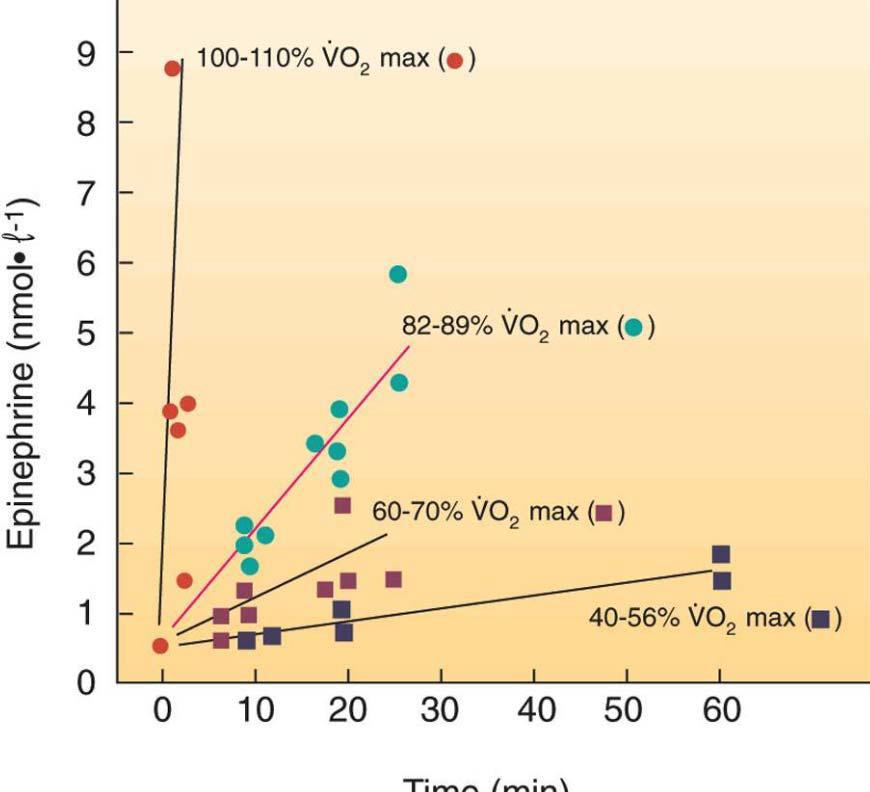 9
100-110% V̇O₂ max (●)
8
7
6
82-89% V̇O₂ max (●)
5
4
3
60-70% V̇O₂ max (■)
2
1
40-56% V̇O₂ max (■)
0
Epinephrine (nmol• ℓ⁻¹)
0 10 20 30 40 50 60
Time (min)